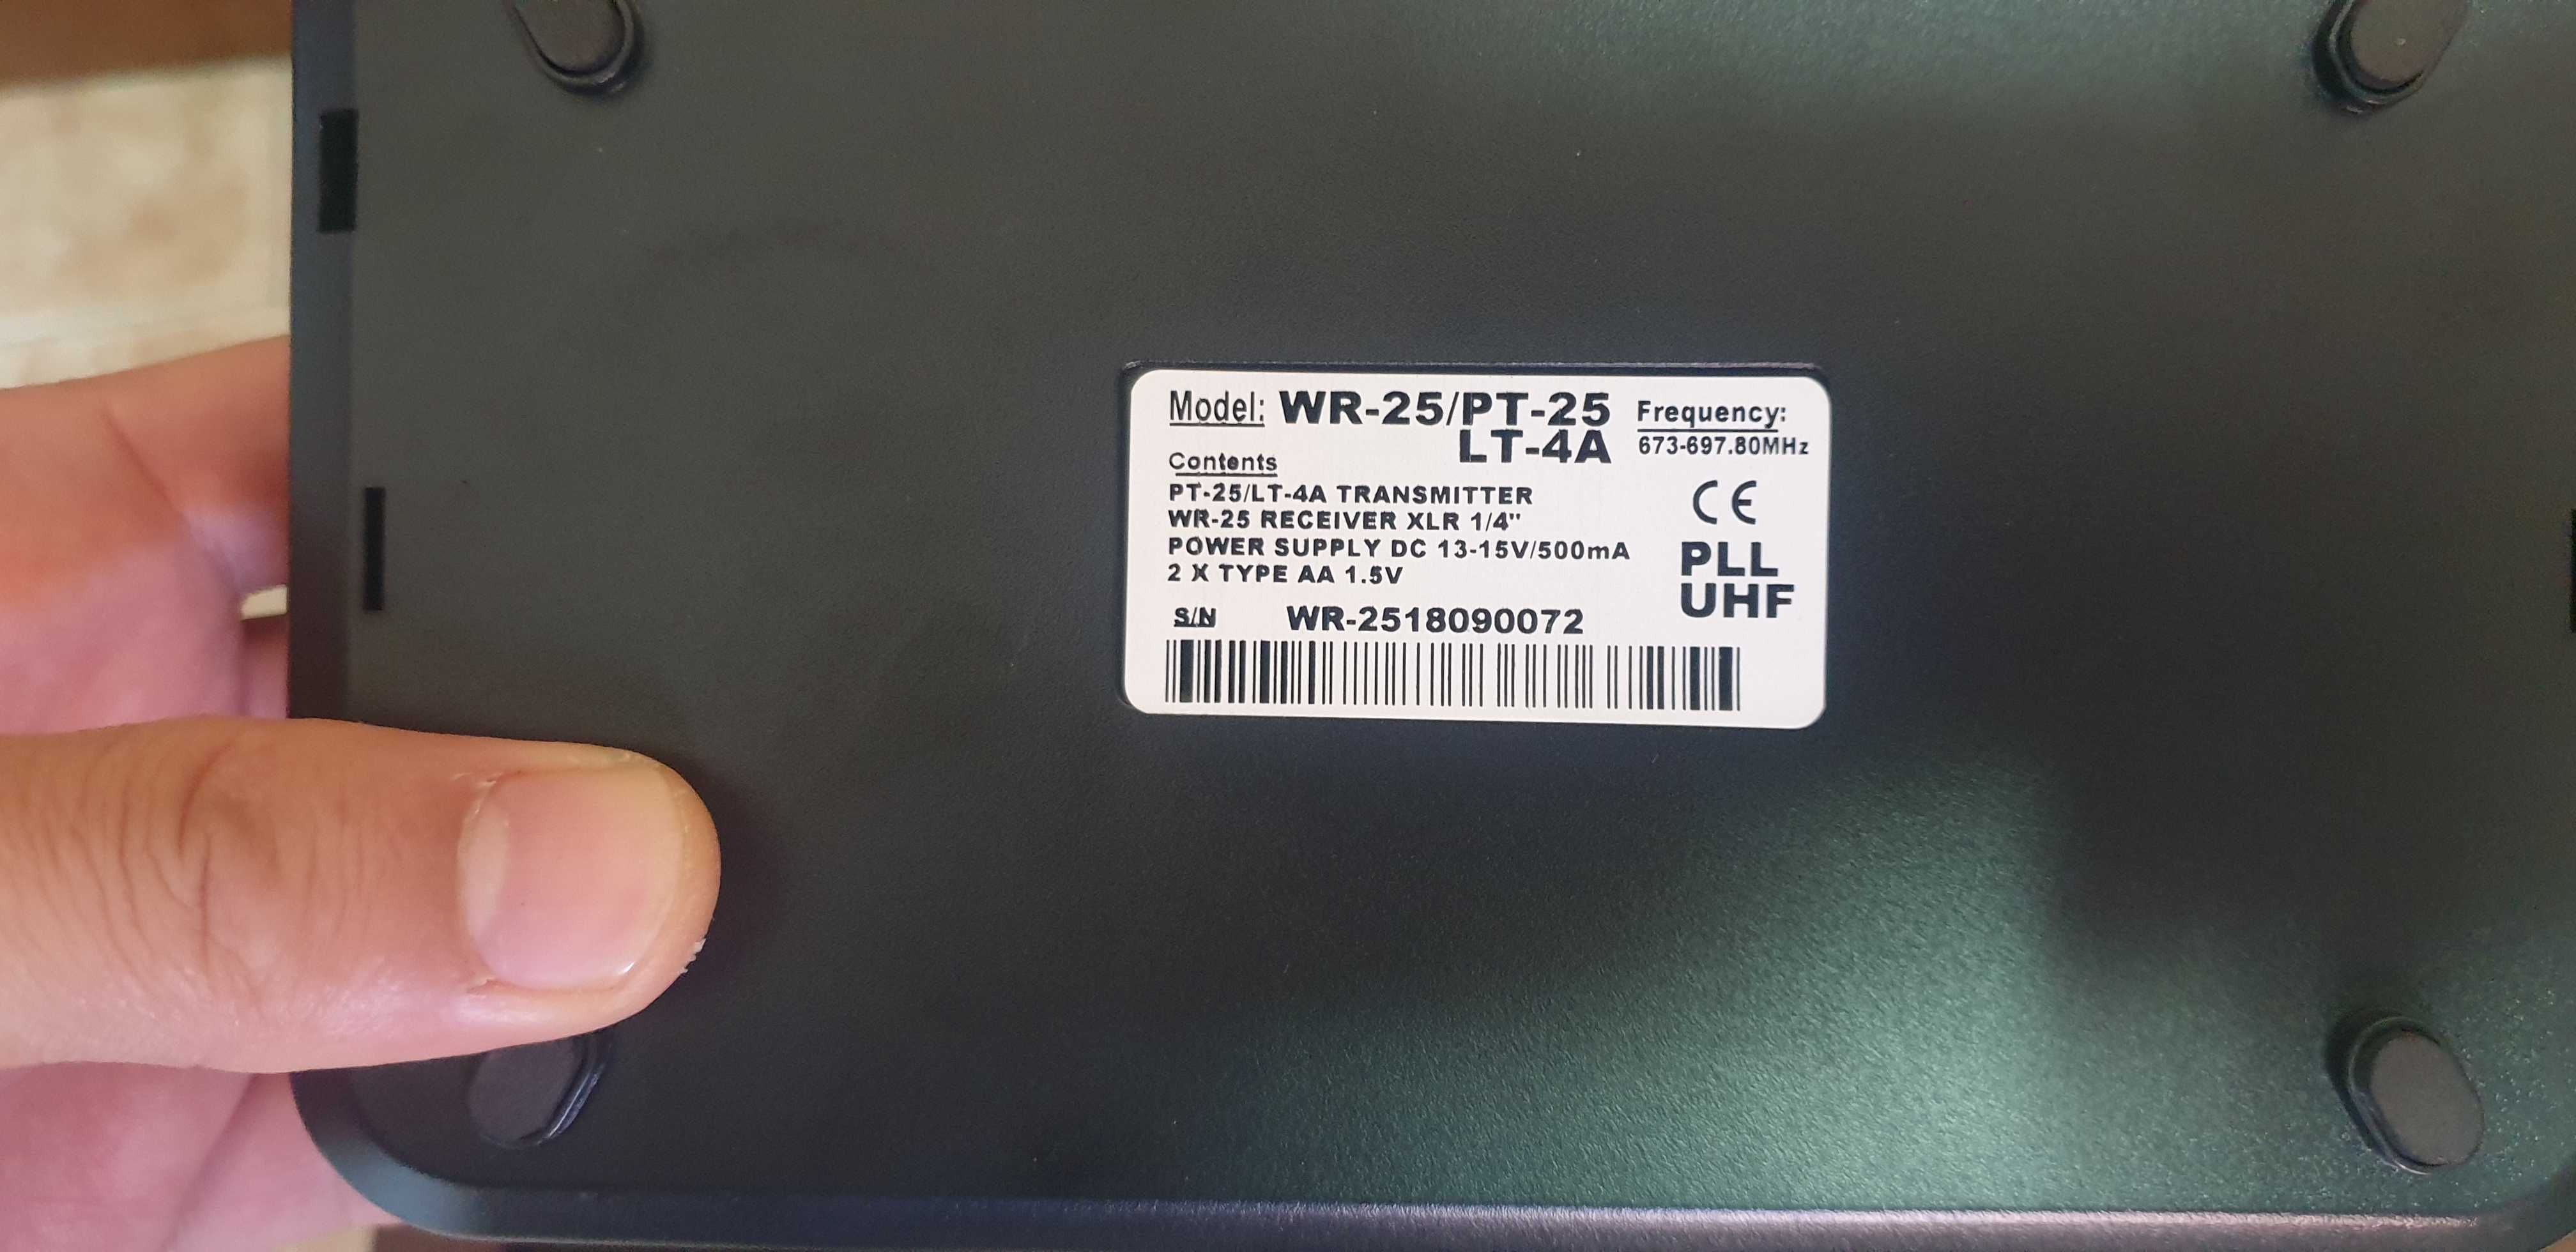 Model: WR-25/PT-25
LT-4A
Frequency:
673-697.80MHz
Contents
PT-25/LT-4A TRANSMITTER
WR-25 RECEIVER XLR 1/4"
POWER SUPPLY DC 13-15V/500mA
2 X TYPE AA 1.5V
CE
PLL
UHF
S/N WR-2518090072